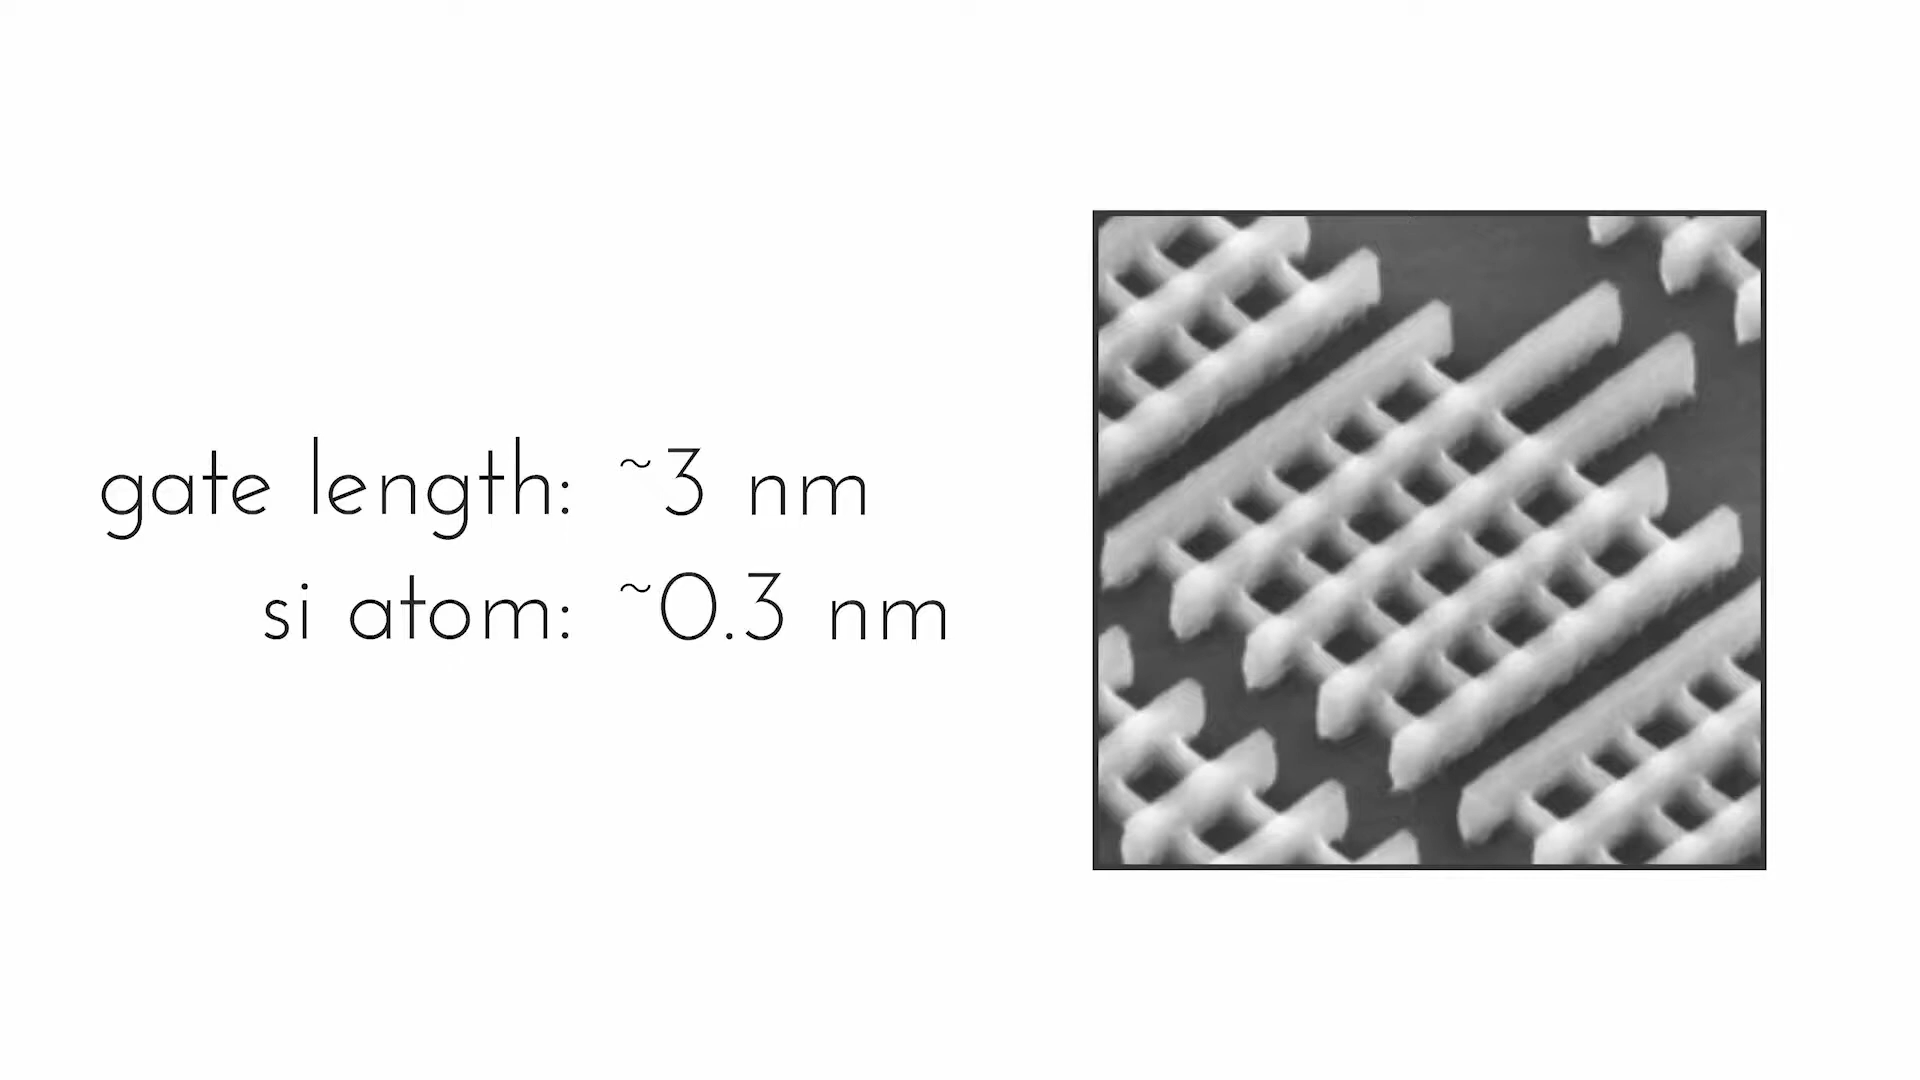 gate length: ~3 nm
si atom: ~0.3 nm